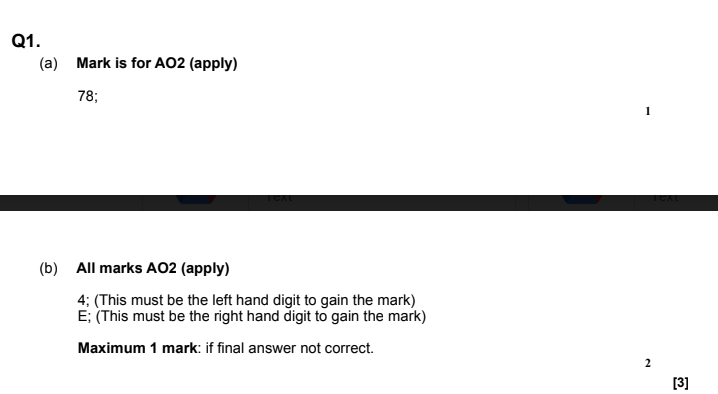 Q1.
(a) Mark is for AO2 (apply)
78;
1
(b) All marks AO2 (apply)
4; (This must be the left hand digit to gain the mark)
E; (This must be the right hand digit to gain the mark)
Maximum 1 mark: if final answer not correct.
2
[3]